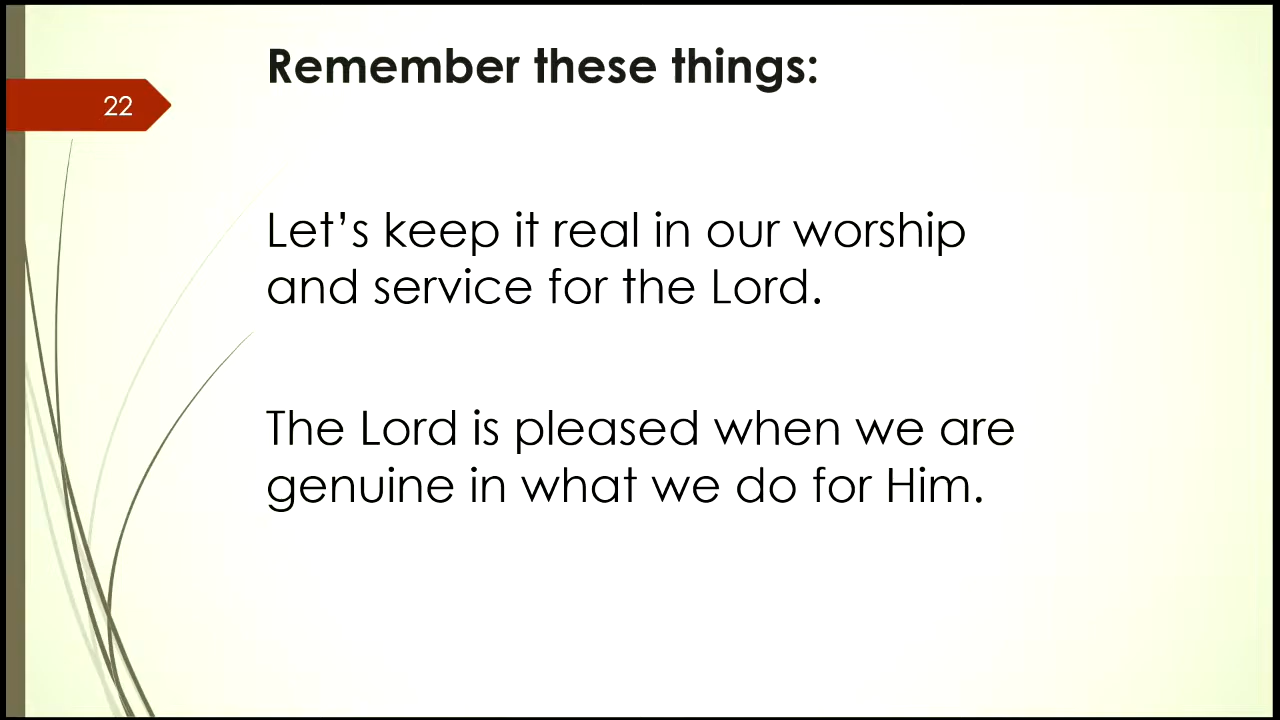 Remember these things:
22
Let’s keep it real in our worship
and service for the Lord.
The Lord is pleased when we are
genuine in what we do for Him.